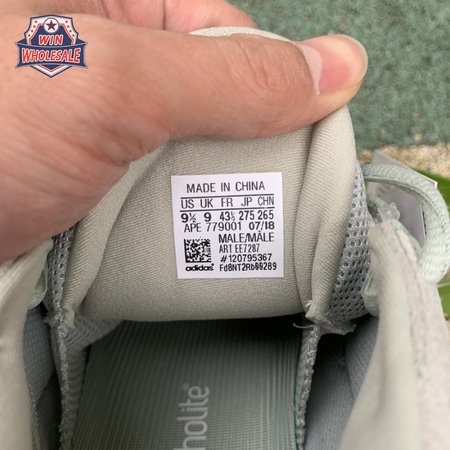 WIN
WHOLESALE
MADE IN CHINA
US UK FR JP CHN
9½ 9 43⅓ 275 265
APE 779001 07/18
MALE/MÂLE
ART EE7287
#120795367
adidas Fd8NT2Rb00289
holite